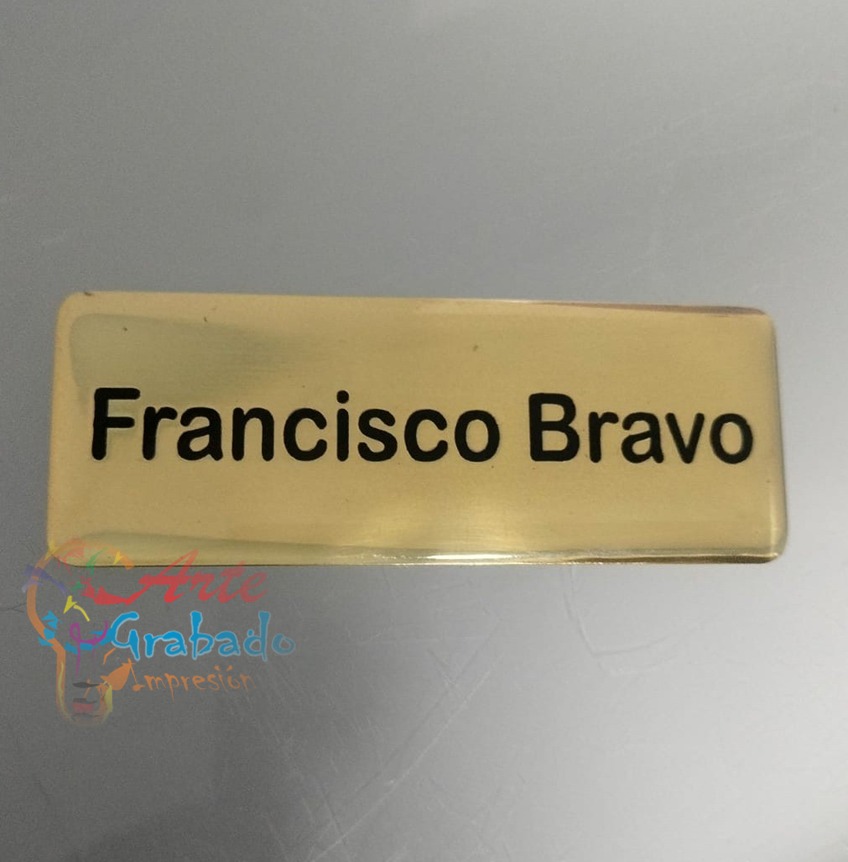 Francisco Bravo
Arte
Grabado
Impresión